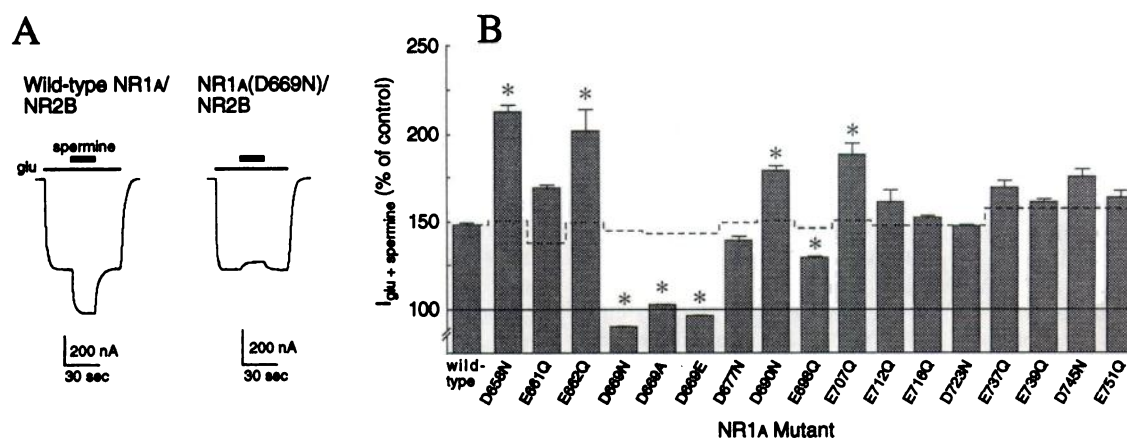 A
Wild-type NR1A/
NR2B
NR1A(D669N)/
NR2B
spermine
glu
200 nA
30 sec
200 nA
30 sec
B
I glu + spermine (% of control)
250
200
150
100
* * * * * * * *
wild-
type
D658N
E661Q
E662Q
D669N
D669A
D669E
D677N
D690N
E698Q
E707Q
E712Q
E716Q
D723N
E737Q
E739Q
D745N
E751Q
NR1A Mutant